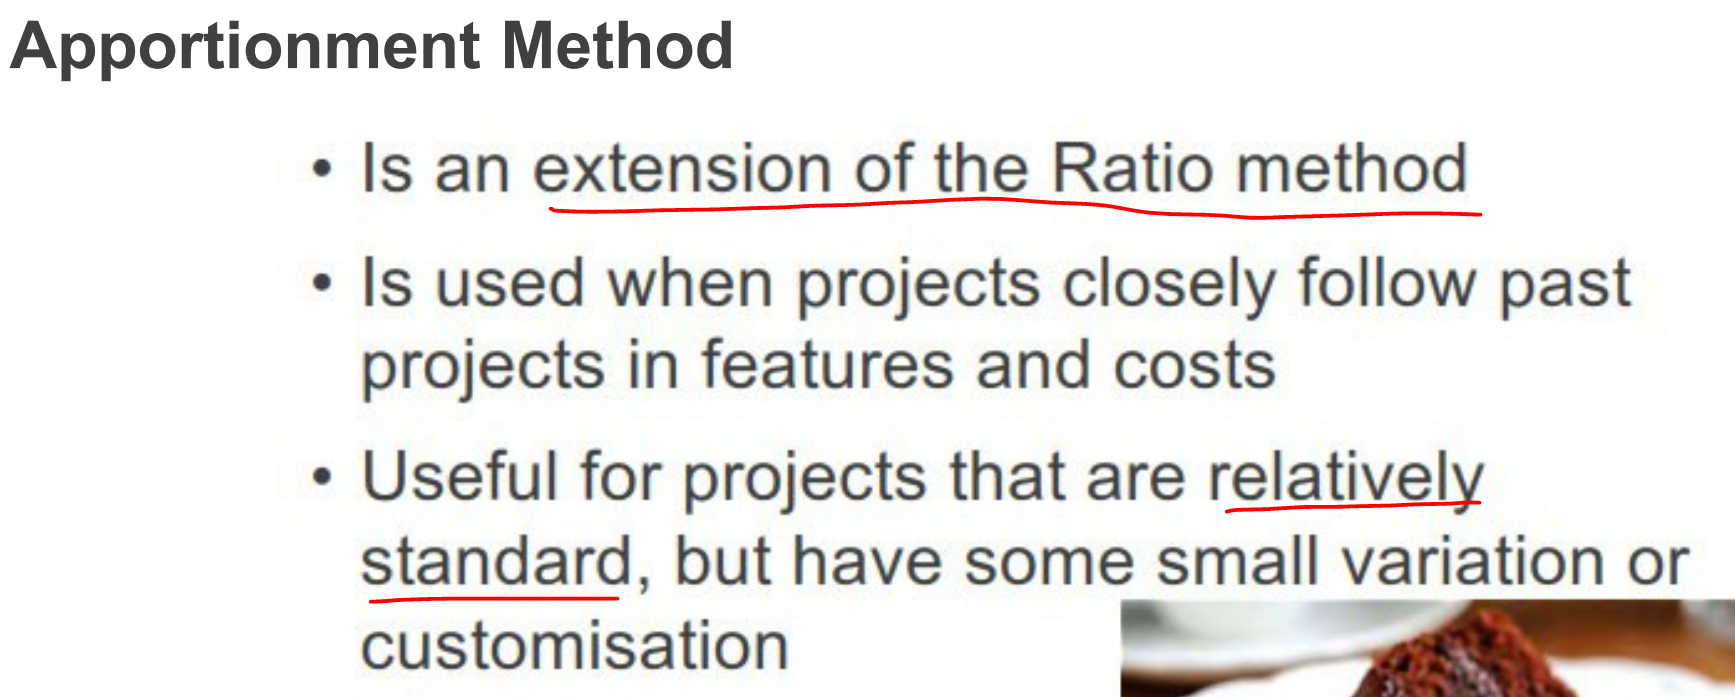 Apportionment Method
• Is an extension of the Ratio method
• Is used when projects closely follow past
projects in features and costs
• Useful for projects that are relatively
standard, but have some small variation or
customisation